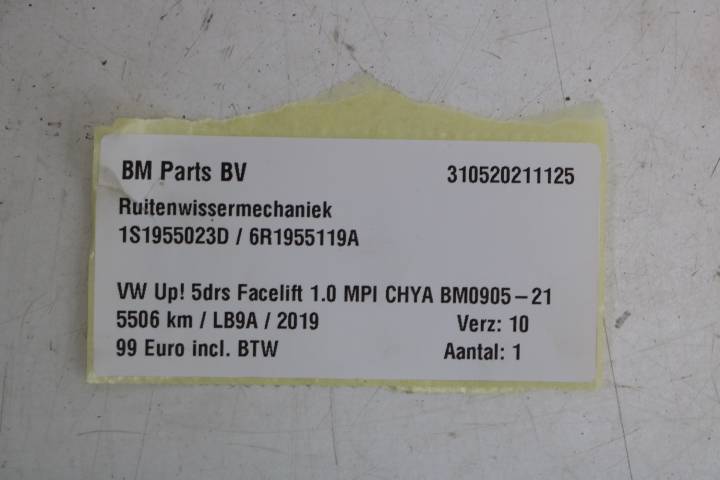 BM Parts BV 310520211125
Ruitenwissermechaniek
1S1955023D / 6R1955119A
VW Up! 5drs Facelift 1.0 MPI CHYA BM0905-21
5506 km / LB9A / 2019 Verz: 10
99 Euro incl. BTW Aantal: 1